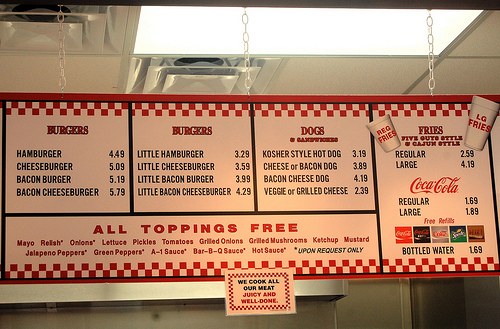 BURGERS
HAMBURGER 4.49
CHEESEBURGER 5.09
BACON BURGER 5.19
BACON CHEESEBURGER 5.79
BURGERS
LITTLE HAMBURGER 3.29
LITTLE CHEESEBURGER 3.59
LITTLE BACON BURGER 3.99
LITTLE BACON CHEESEBURGER 4.29
DOGS
& SANDWICHES
KOSHER STYLE HOT DOG 3.19
CHEESE or BACON DOG 3.89
BACON CHEESE DOG 4.19
VEGGIE or GRILLED CHEESE 2.39
REG
FRIES
LG
FRIES
FRIES
FIVE GUYS STYLE
& CAJUN STYLE
REGULAR 2.59
LARGE 4.19
Coca-Cola
REGULAR 1.69
LARGE 1.89
Free Refills
BOTTLED WATER 1.69
ALL TOPPINGS FREE
Mayo Relish* Onions* Lettuce Pickles Tomatoes Grilled Onions Grilled Mushrooms Ketchup Mustard
Jalapeno Peppers* Green Peppers* A-1 Sauce* Bar-B-Q Sauce* Hot Sauce* *UPON REQUEST ONLY
WE COOK ALL
OUR MEAT
JUICY AND
WELL-DONE.